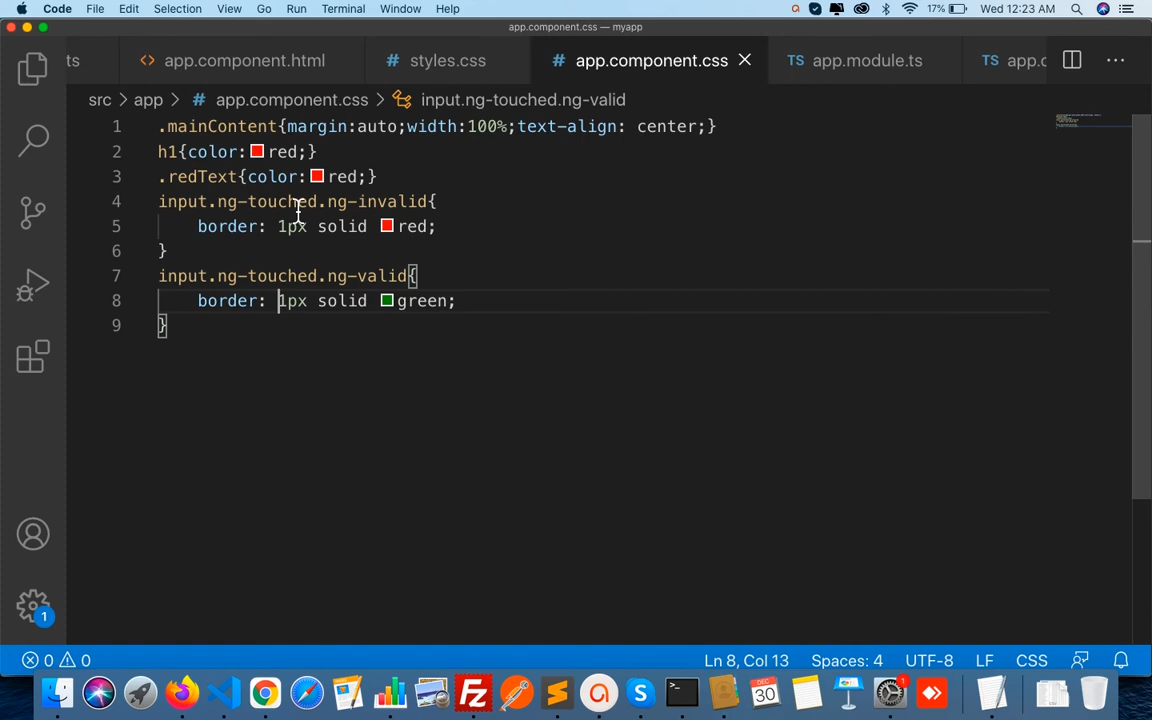 Code File Edit Selection View Go Run Terminal Window Help 17% Wed 12:23 AM
app.component.css — myapp
ts <> app.component.html # styles.css # app.component.css TS app.module.ts TS app.c
src > app > # app.component.css > input.ng-touched.ng-valid
1 .mainContent{margin:auto;width:100%;text-align: center;}
2 h1{color:red;}
3 .redText{color:red;}
4 input.ng-touched.ng-invalid{
5 border: 1px solid red;
6 }
7 input.ng-touched.ng-valid{
8 border: 1px solid green;
9 }
1
0 0 Ln 8, Col 13 Spaces: 4 UTF-8 LF CSS
DEC
30
1